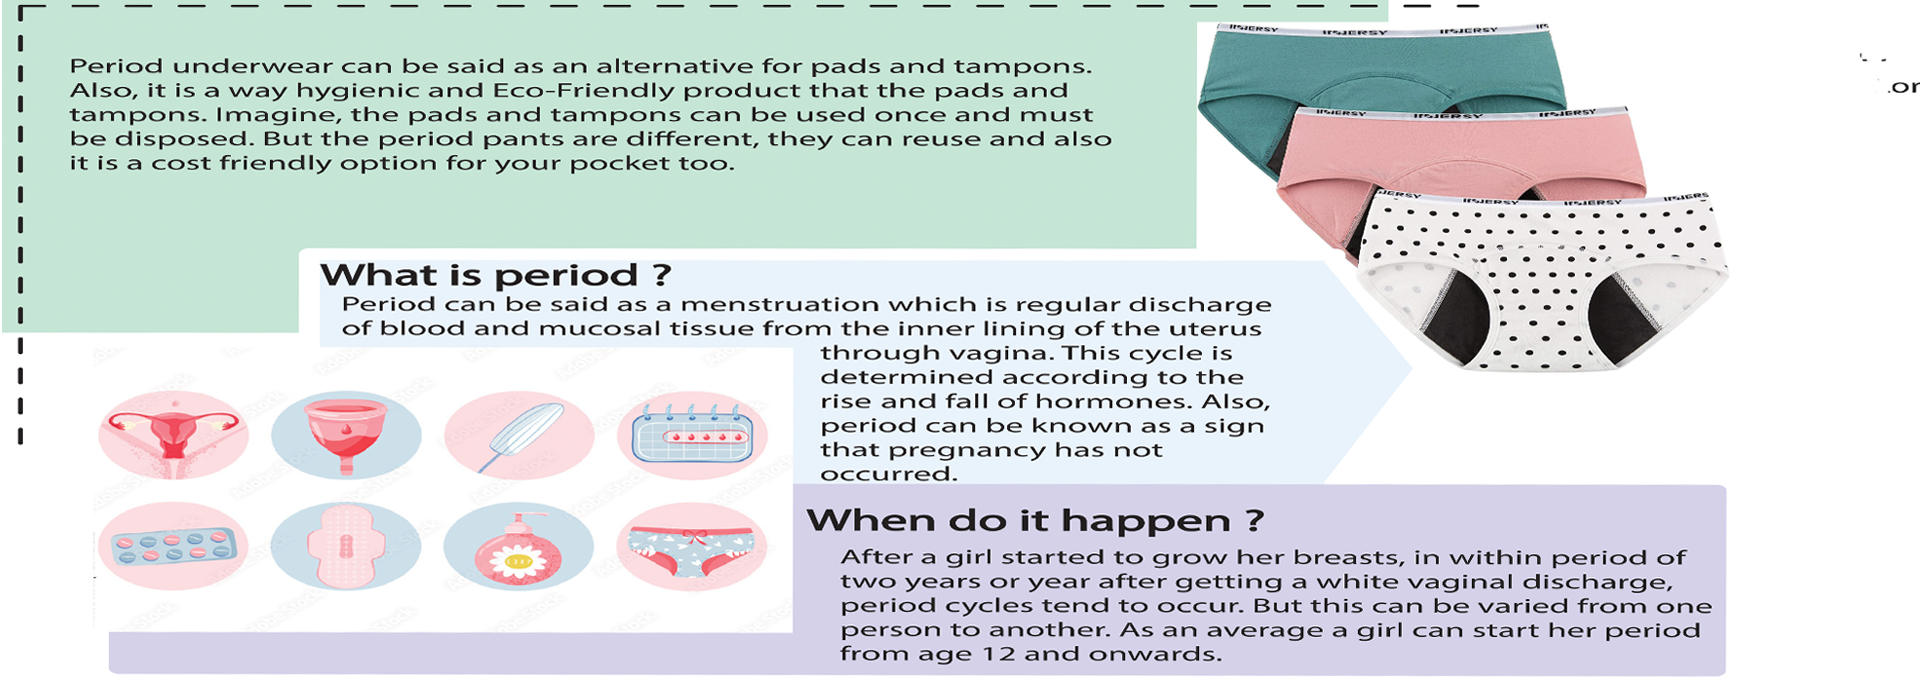 Period underwear can be said as an alternative for pads and tampons.
Also, it is a way hygienic and Eco-Friendly product that the pads and
tampons. Imagine, the pads and tampons can be used once and must
be disposed. But the period pants are different, they can reuse and also
it is a cost friendly option for your pocket too.
What is period ?
Period can be said as a menstruation which is regular discharge
of blood and mucosal tissue from the inner lining of the uterus
through vagina. This cycle is
determined according to the
rise and fall of hormones. Also,
period can be known as a sign
that pregnancy has not
occurred.
When do it happen ?
After a girl started to grow her breasts, in within period of
two years or year after getting a white vaginal discharge,
period cycles tend to occur. But this can be varied from one
person to another. As an average a girl can start her period
from age 12 and onwards.